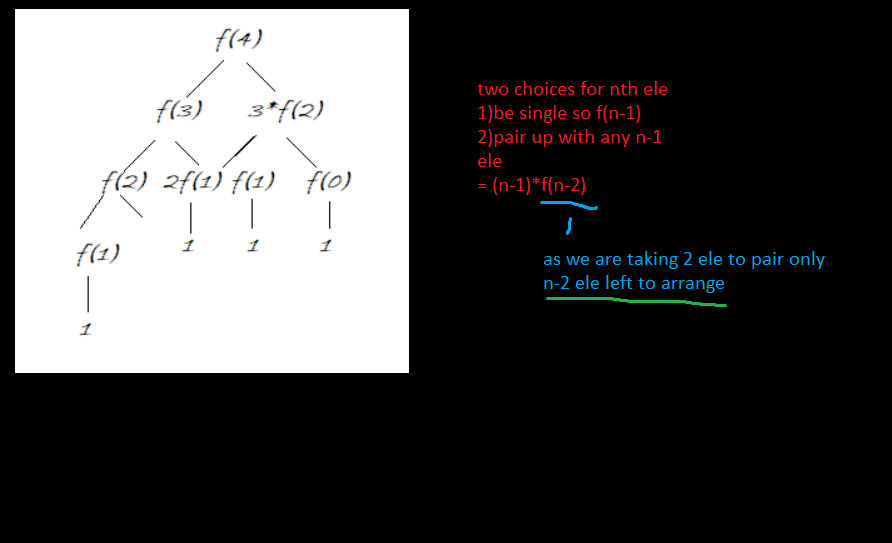 f(4)
f(3) 3*f(2)
f(2) 2f(1) f(1) f(0)
f(1) 1 1 1
1
two choices for nth ele
1)be single so f(n-1)
2)pair up with any n-1
ele
= (n-1)*f(n-2)
as we are taking 2 ele to pair only
n-2 ele left to arrange